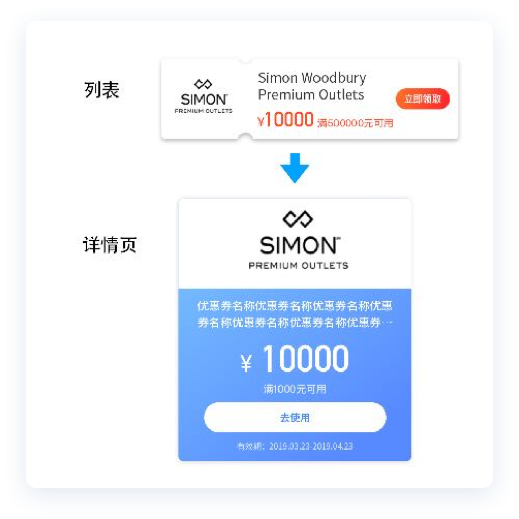 列表
SIMON
PREMIUM OUTLETS
Simon Woodbury
Premium Outlets
¥10000 满500000元可用
立即领取
详情页
SIMON™
PREMIUM OUTLETS
优惠券名称优惠券名称优惠券名称优惠
券名称优惠券名称优惠券名称优惠券…
¥ 10000
满1000元可用
去使用
有效期：2019.03.23-2019.04.23